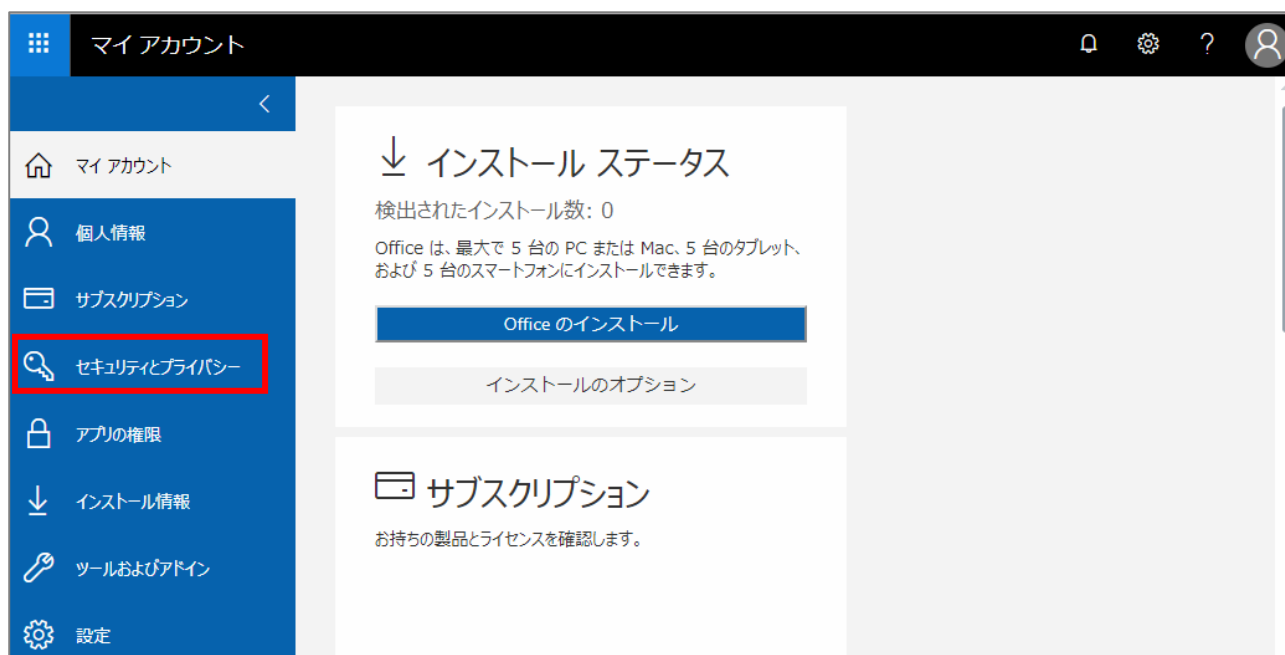 マイ アカウント
?
マイ アカウント
個人情報
サブスクリプション
セキュリティとプライバシー
アプリの権限
インストール情報
ツールおよびアドイン
設定
インストール ステータス
検出されたインストール数: 0
Office は、最大で 5 台の PC または Mac、5 台のタブレット、
および 5 台のスマートフォンにインストールできます。
Office のインストール
インストールのオプション
サブスクリプション
お持ちの製品とライセンスを確認します。